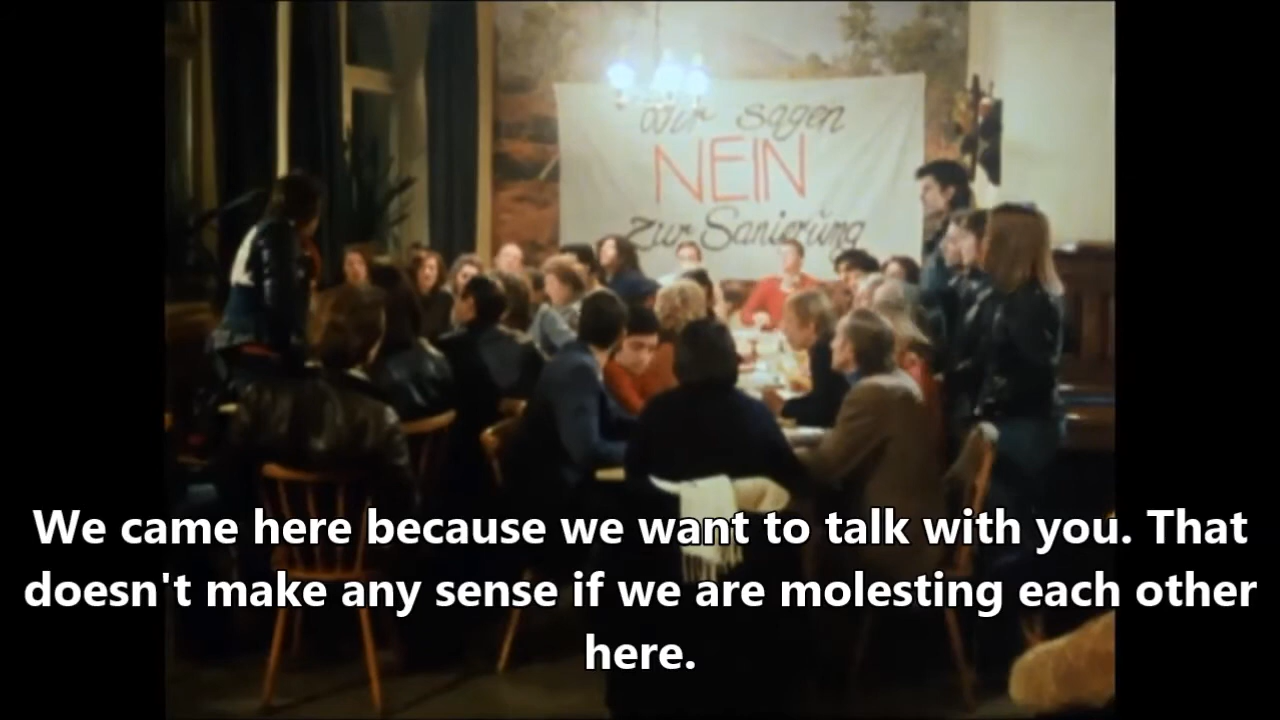 Wir sagen
NEIN
zur Sanierung
We came here because we want to talk with you. That
doesn't make any sense if we are molesting each other
here.